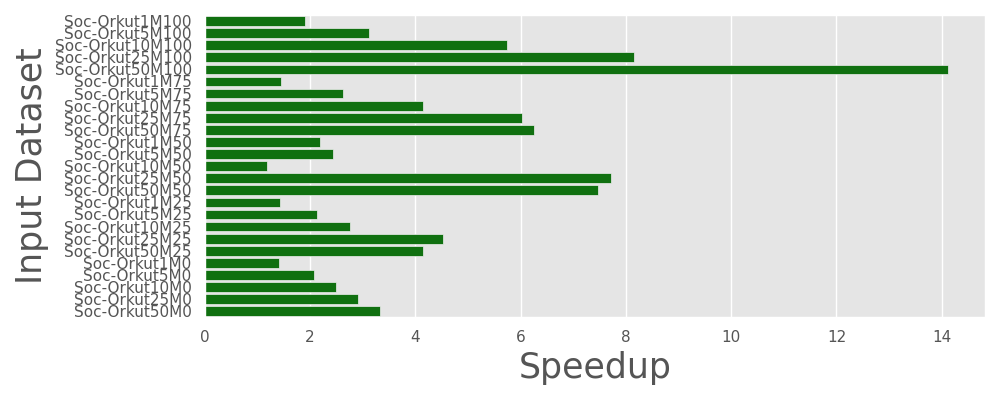 Input Dataset
Soc-Orkut1M100
Soc-Orkut5M100
Soc-Orkut10M100
Soc-Orkut25M100
Soc-Orkut50M100
Soc-Orkut1M75
Soc-Orkut5M75
Soc-Orkut10M75
Soc-Orkut25M75
Soc-Orkut50M75
Soc-Orkut1M50
Soc-Orkut5M50
Soc-Orkut10M50
Soc-Orkut25M50
Soc-Orkut50M50
Soc-Orkut1M25
Soc-Orkut5M25
Soc-Orkut10M25
Soc-Orkut25M25
Soc-Orkut50M25
Soc-Orkut1M0
Soc-Orkut5M0
Soc-Orkut10M0
Soc-Orkut25M0
Soc-Orkut50M0
0 2 4 6 8 10 12 14
Speedup